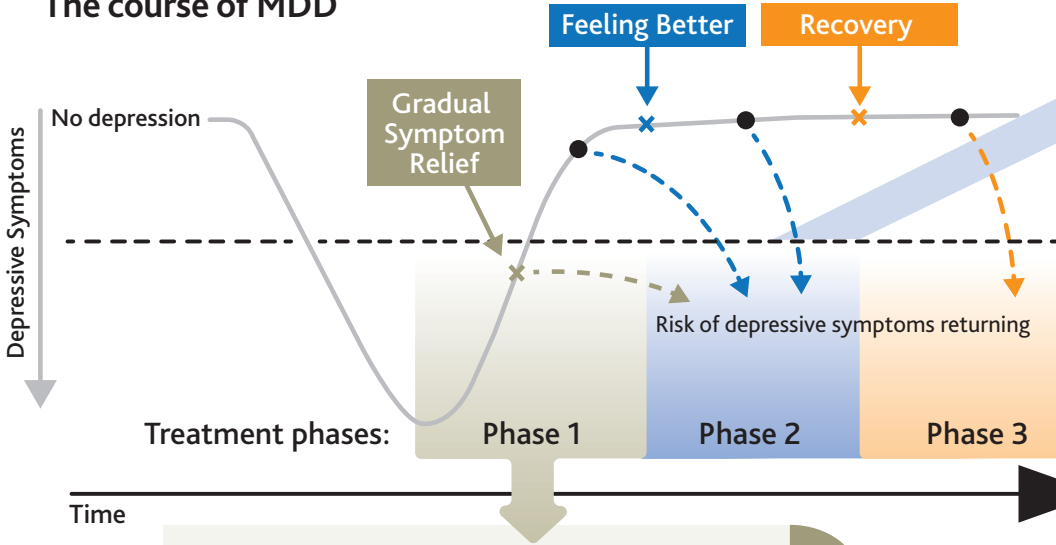 The course of MDD
Feeling Better
Recovery
Gradual
Symptom
Relief
No depression
Depressive Symptoms
Risk of depressive symptoms returning
Treatment phases:
Phase 1
Phase 2
Phase 3
Time